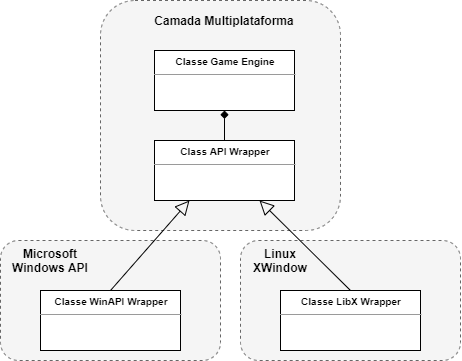 Camada Multiplataforma
Classe Game Engine
Class API Wrapper
Microsoft
Windows API
Classe WinAPI Wrapper
Linux
XWindow
Classe LibX Wrapper